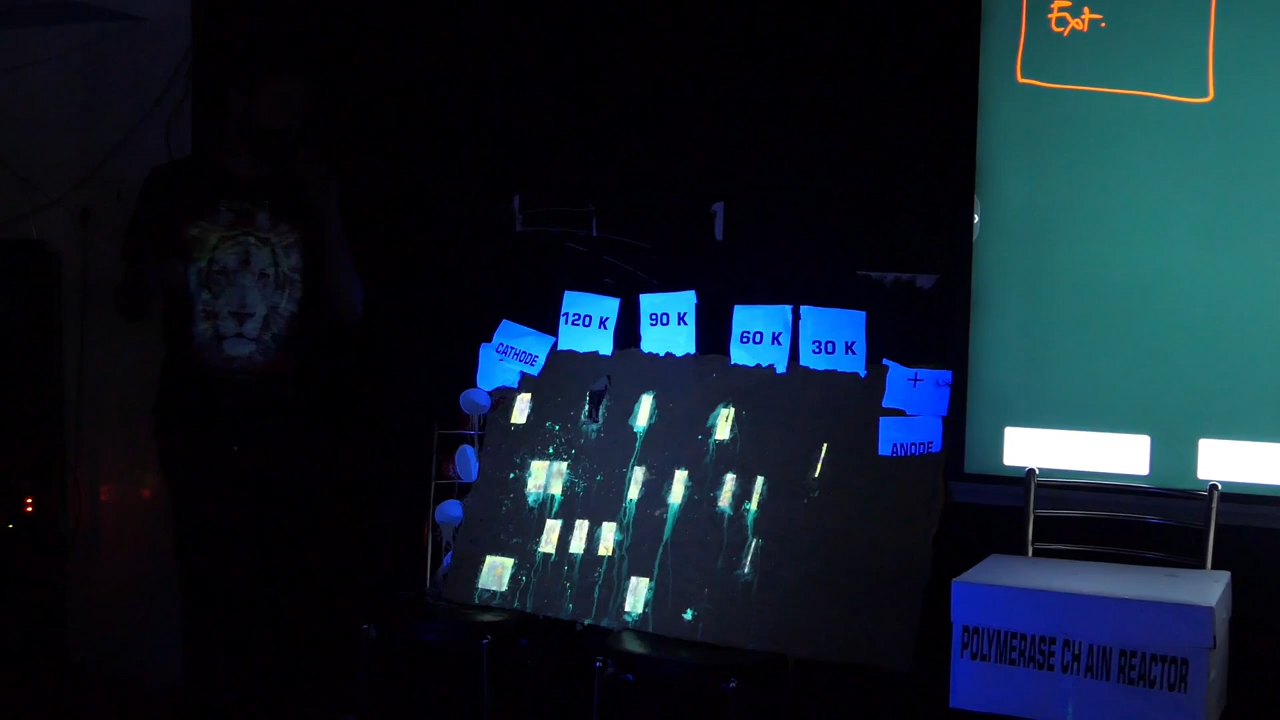 Ext.
120 K
90 K
60 K
30 K
CATHODE
+
ANODE
POLYMERASE CH AIN REACTOR